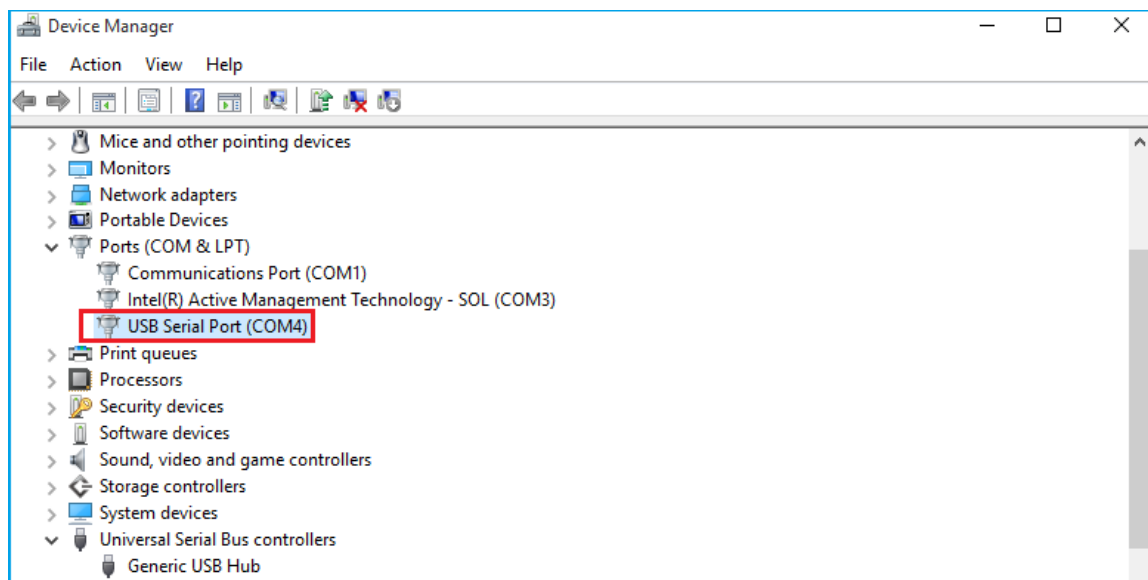 Device Manager
File Action View Help
Mice and other pointing devices
Monitors
Network adapters
Portable Devices
Ports (COM & LPT)
Communications Port (COM1)
Intel(R) Active Management Technology - SOL (COM3)
USB Serial Port (COM4)
Print queues
Processors
Security devices
Software devices
Sound, video and game controllers
Storage controllers
System devices
Universal Serial Bus controllers
Generic USB Hub